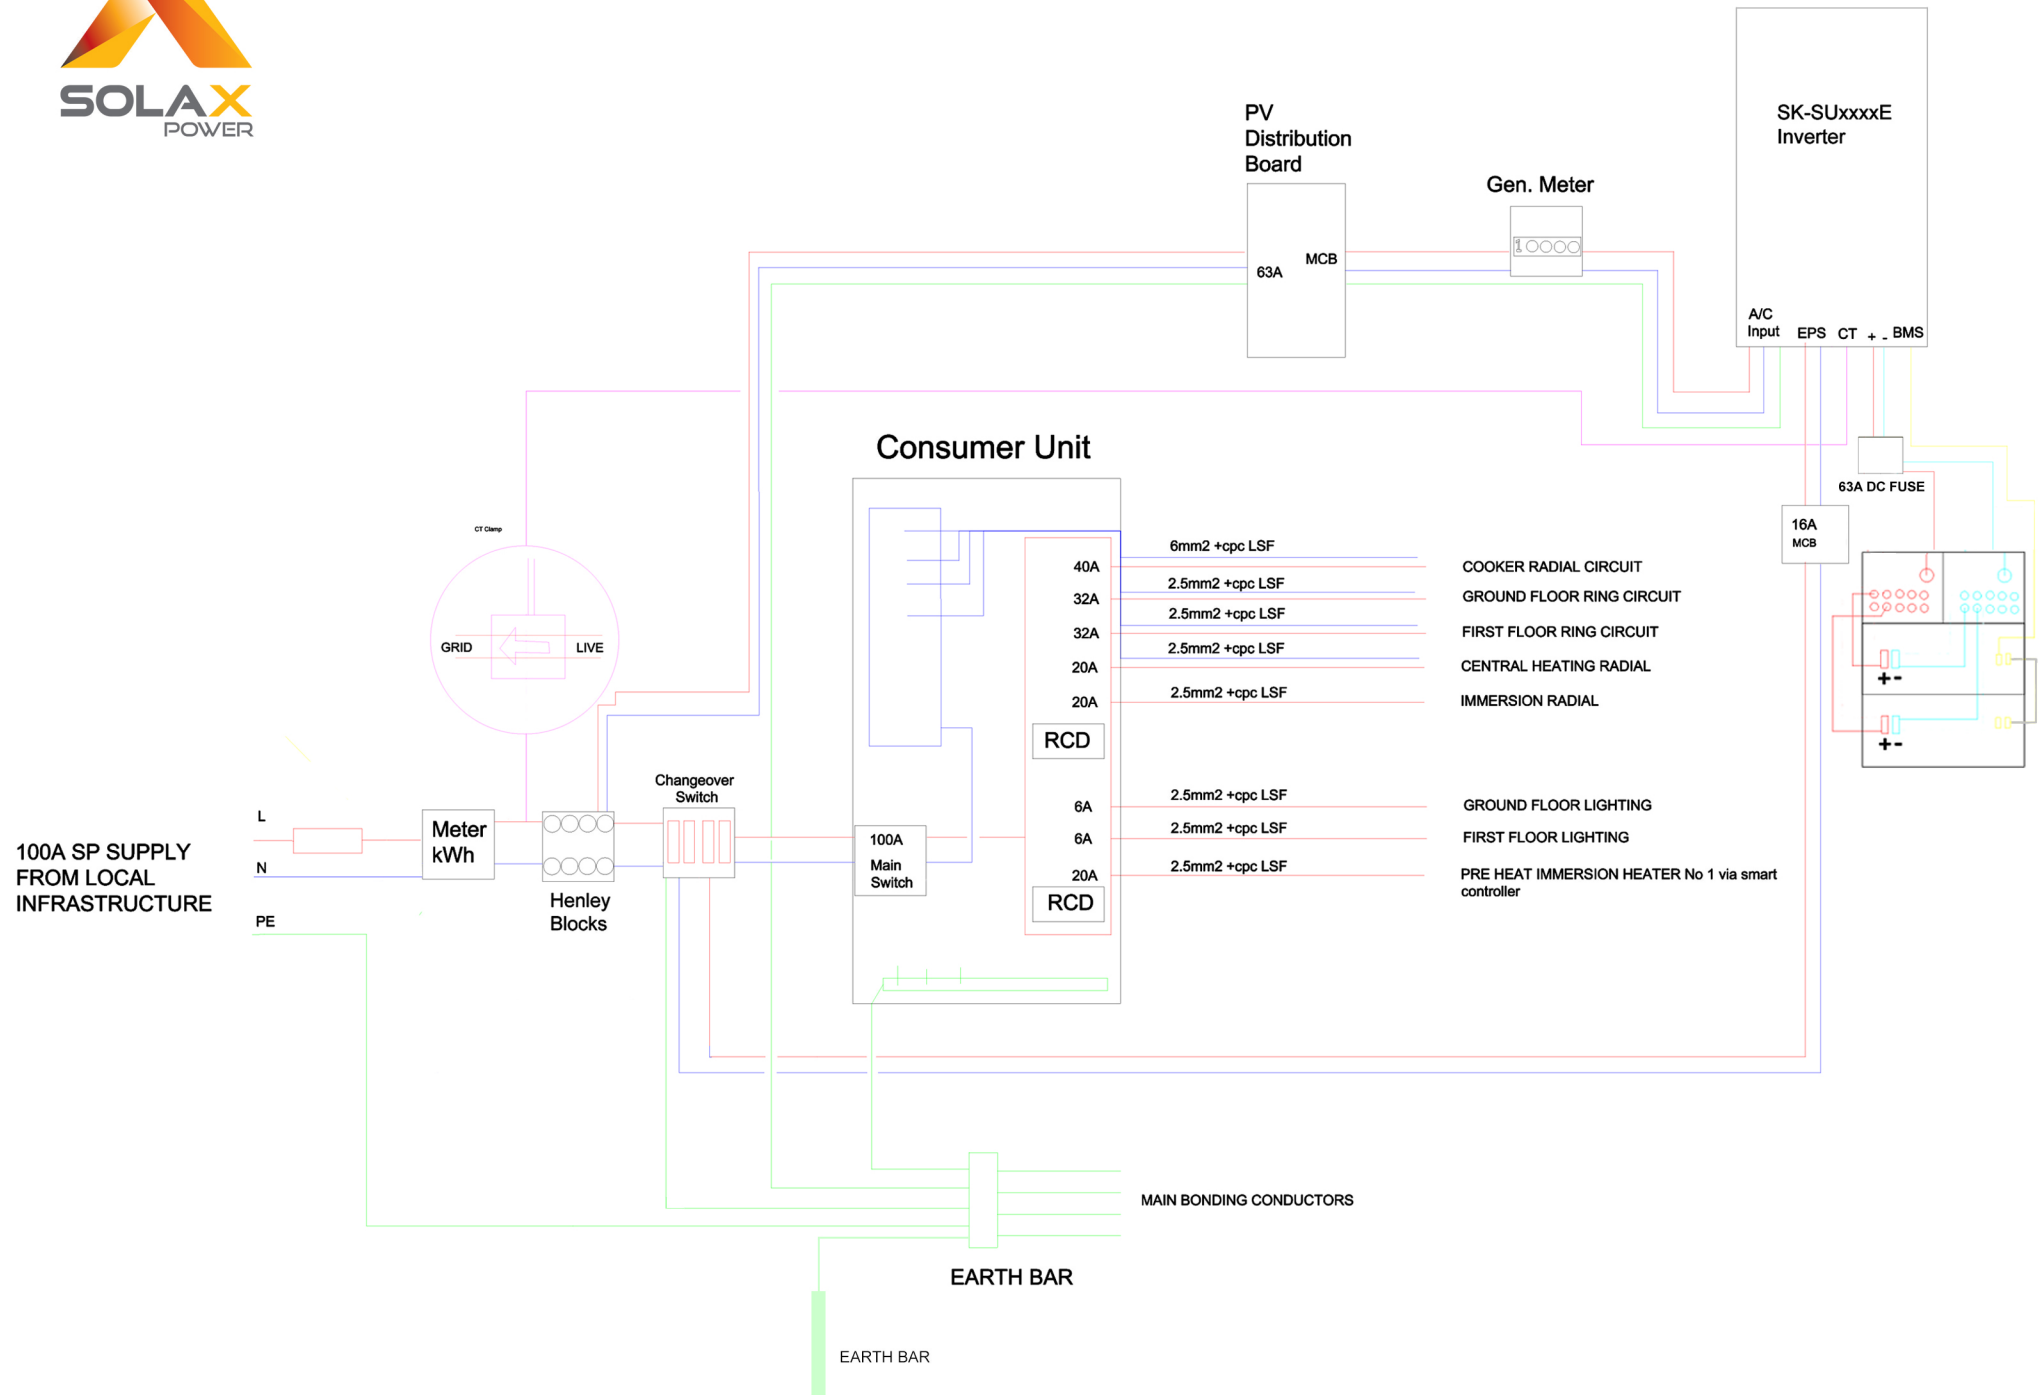 SOLAX
POWER
SK-SUxxxxE
Inverter
PV
Distribution
Board
Gen. Meter
1
63A
MCB
A/C
Input
EPS
CT
+
-
BMS
Consumer Unit
63A DC FUSE
16A
MCB
CT Clamp
GRID
LIVE
40A
6mm2 +cpc LSF
COOKER RADIAL CIRCUIT
32A
2.5mm2 +cpc LSF
GROUND FLOOR RING CIRCUIT
32A
2.5mm2 +cpc LSF
FIRST FLOOR RING CIRCUIT
20A
2.5mm2 +cpc LSF
CENTRAL HEATING RADIAL
20A
2.5mm2 +cpc LSF
IMMERSION RADIAL
RCD
+-
+-
Changeover
Switch
6A
2.5mm2 +cpc LSF
GROUND FLOOR LIGHTING
6A
2.5mm2 +cpc LSF
FIRST FLOOR LIGHTING
20A
2.5mm2 +cpc LSF
PRE HEAT IMMERSION HEATER No 1 via smart
controller
RCD
100A
Main
Switch
L
N
PE
100A SP SUPPLY
FROM LOCAL
INFRASTRUCTURE
Meter
kWh
Henley
Blocks
MAIN BONDING CONDUCTORS
EARTH BAR
EARTH BAR